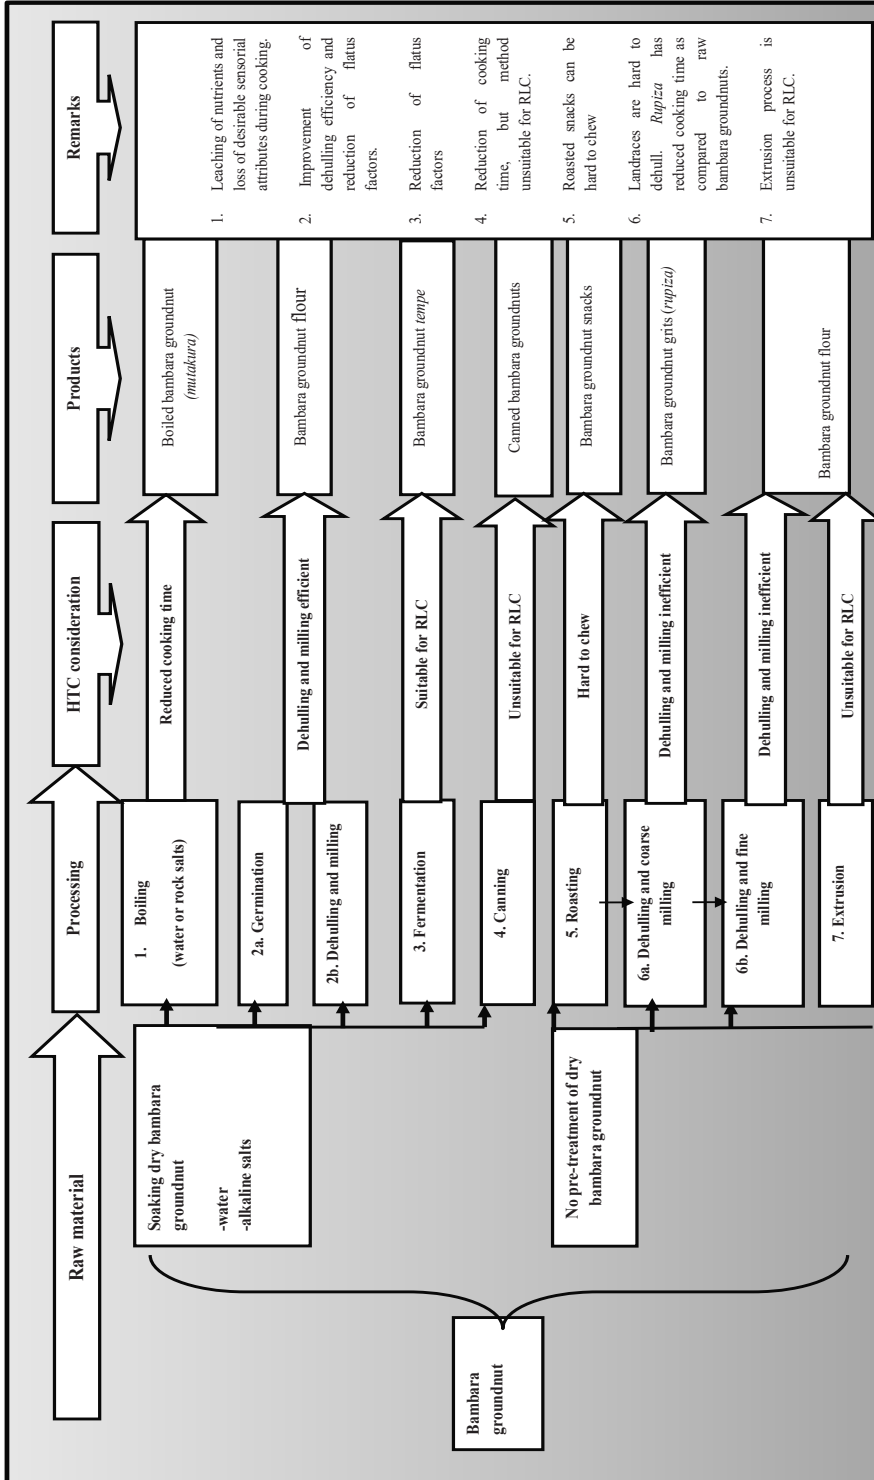 Raw material
Processing
HTC consideration
Products
Remarks
Bambara
groundnut
Soaking dry bambara
groundnut
-water
-alkaline salts
No pre-treatment of dry
bambara groundnut
1. Boiling
(water or rock salts)
2a. Germination
2b. Dehulling and milling
3. Fermentation
4. Canning
5. Roasting
6a. Dehulling and coarse
milling
6b. Dehulling and fine
milling
7. Extrusion
Reduced cooking time
Dehulling and milling efficient
Suitable for RLC
Unsuitable for RLC
Hard to chew
Dehulling and milling inefficient
Dehulling and milling inefficient
Unsuitable for RLC
Boiled bambara groundnut
(mutakura)
Bambara groundnut flour
Bambara groundnut tempe
Canned bambara groundnuts
Bambara groundnut snacks
Bambara groundnut grits (rupiza)
Bambara groundnut flour
1. Leaching of nutrients and
loss of desirable sensorial
attributes during cooking.
2. Improvement of
dehulling efficiency and
reduction of flatus
factors.
3. Reduction of flatus
factors
4. Reduction of cooking
time, but method
unsuitable for RLC.
5. Roasted snacks can be
hard to chew
6. Landraces are hard to
dehull. Rupiza has
reduced cooking time as
compared to raw
bambara groundnuts.
7. Extrusion process is
unsuitable for RLC.